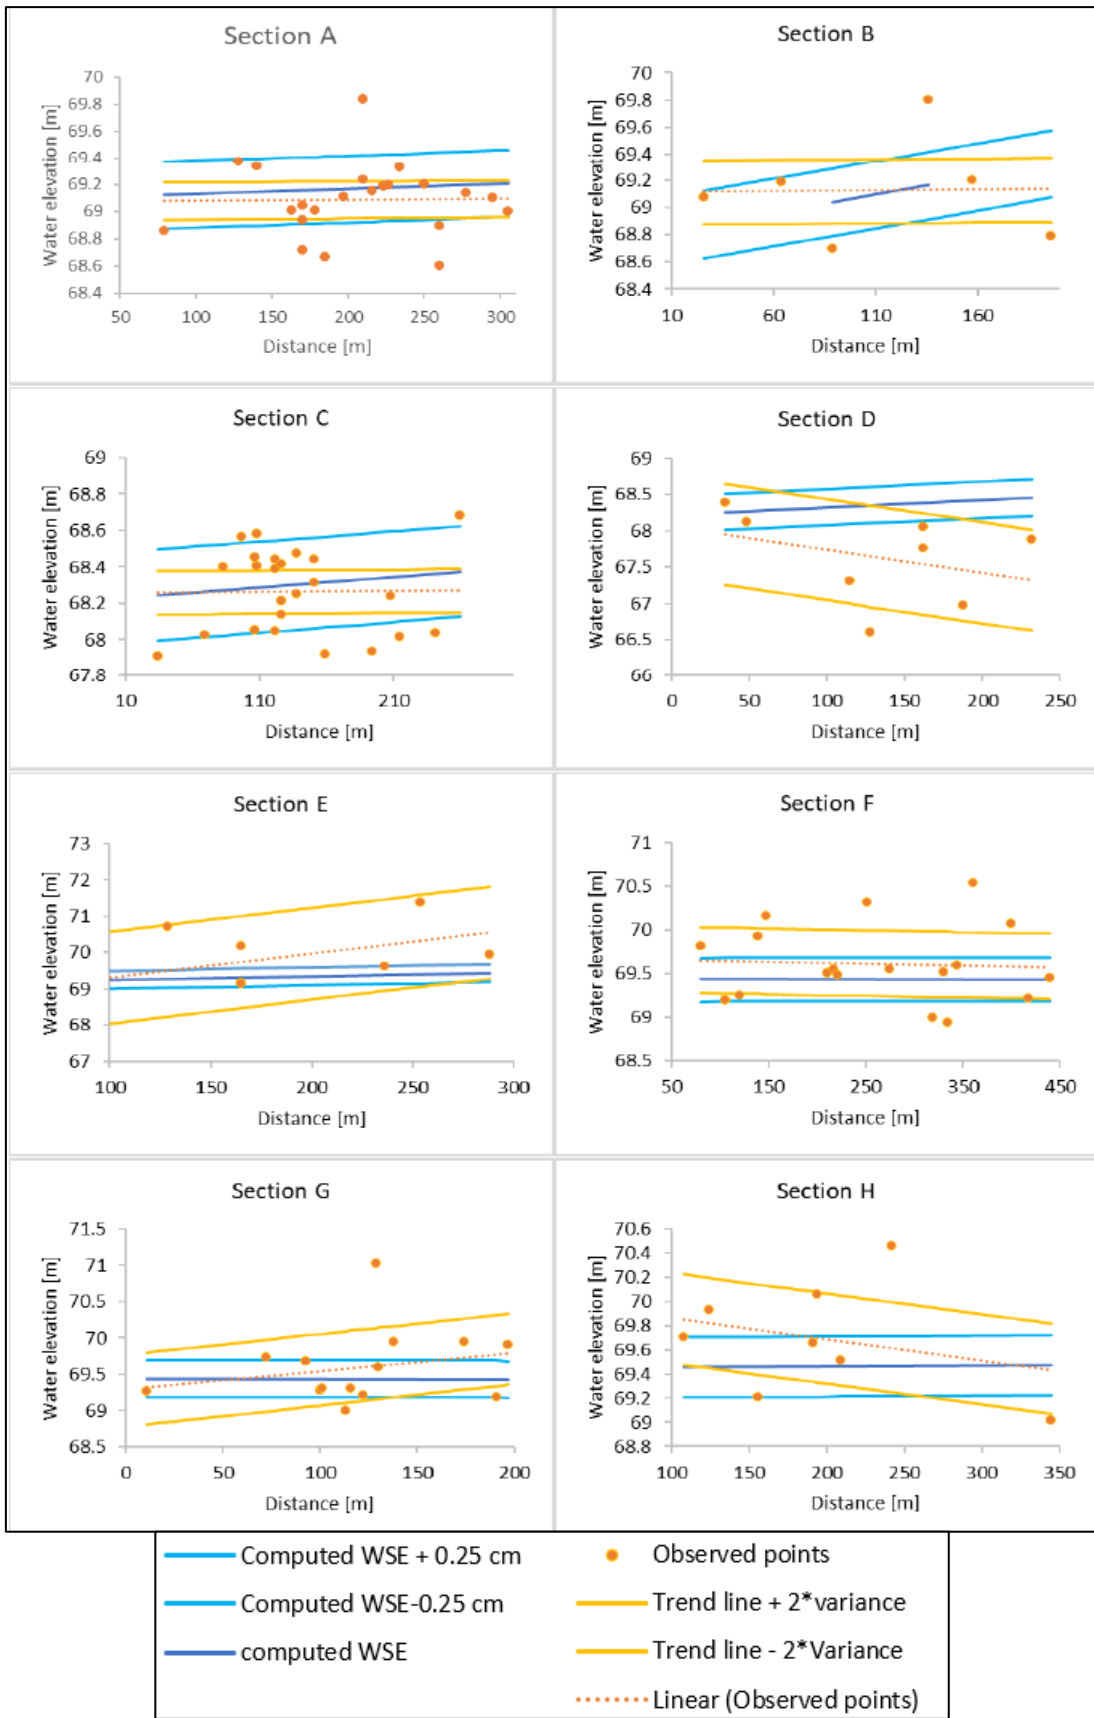 Section A
Water elevation [m]
70
69.8
69.6
69.4
69.2
69
68.8
68.6
68.4
50 100 150 200 250 300
Distance [m]
Section B
Water elevation [m]
70
69.8
69.6
69.4
69.2
69
68.8
68.6
68.4
10 60 110 160
Distance [m]
Section C
Water elevation [m]
69
68.8
68.6
68.4
68.2
68
67.8
10 110 210
Distance [m]
Section D
Water elevation [m]
69
68.5
68
67.5
67
66.5
66
0 50 100 150 200 250
Distance [m]
Section E
Water elevation [m]
73
72
71
70
69
68
67
100 150 200 250 300
Distance [m]
Section F
Water elevation [m]
71
70.5
70
69.5
69
68.5
50 150 250 350 450
Distance [m]
Section G
Water elevation [m]
71.5
71
70.5
70
69.5
69
68.5
0 50 100 150 200
Distance [m]
Section H
Water elevation [m]
70.6
70.4
70.2
70
69.8
69.6
69.4
69.2
69
68.8
100 150 200 250 300 350
Distance [m]
Computed WSE + 0.25 cm
Computed WSE-0.25 cm
computed WSE
Observed points
Trend line + 2*variance
Trend line - 2*Variance
Linear (Observed points)